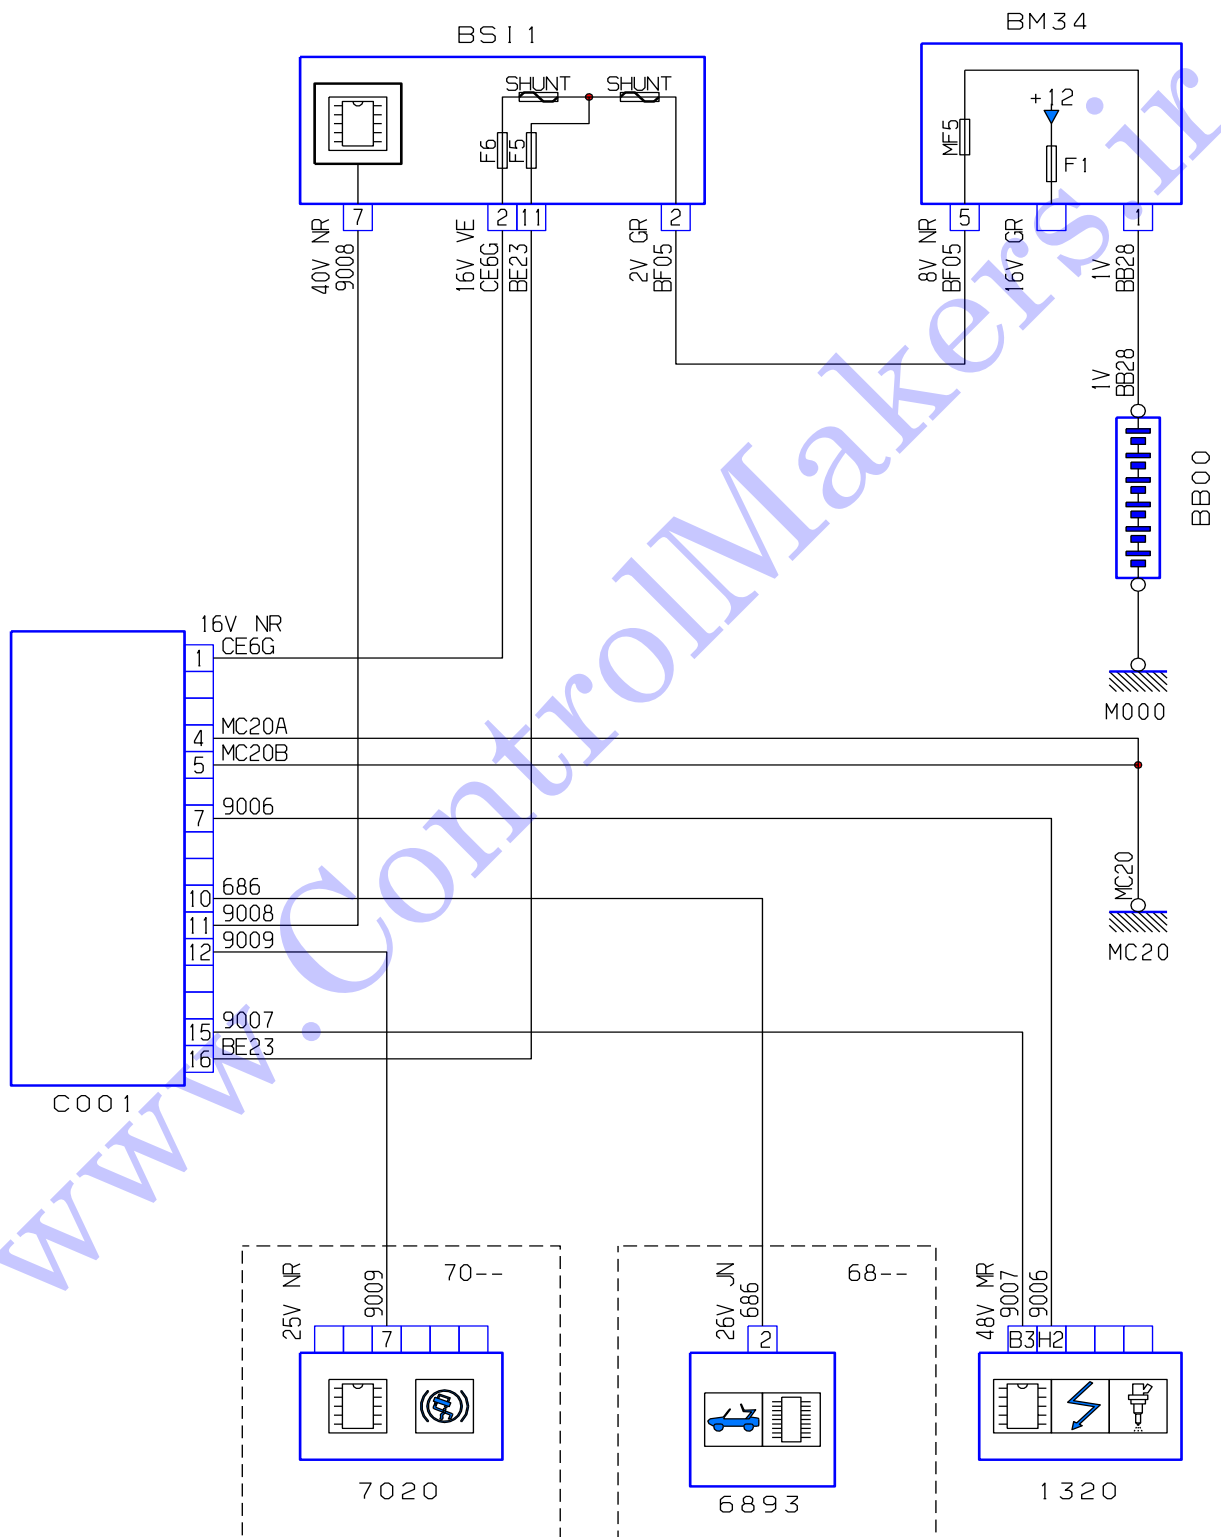 BSI1
BM34
SHUNT
SHUNT
+12
F6
F5
MF5
F1
7
2
11
2
5
1
40V NR
9008
16V VE
CE6G
BE23
2V GR
BF05
8V NR
BF05
16V GR
1V
BB28
1V
BB28
BB00
M000
16V NR
CE6G
1
MC20A
4
MC20B
5
9006
7
686
10
9008
11
9009
12
9007
15
BE23
16
C001
MC20
MC20
25V NR
9009
70--
7
7020
26V JN
686
68--
2
6893
48V MR
9007
9006
B3
H2
1320
www.ControlMakers.ir